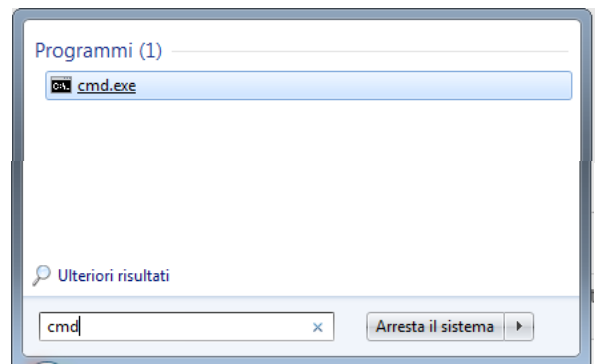 Programmi (1)
cmd.exe
Ulteriori risultati
cmd
Arresta il sistema